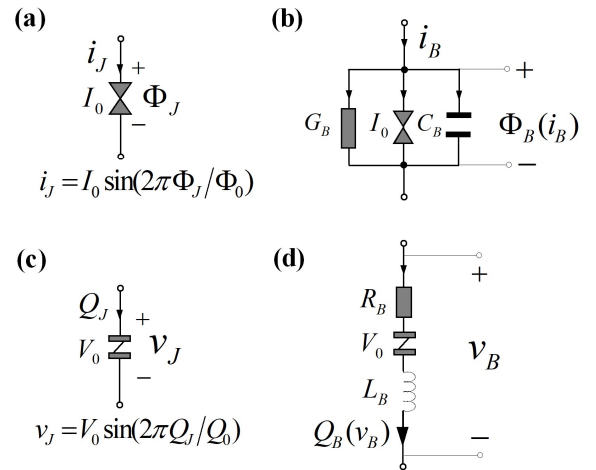 (a)
i_J
+
I_0
Φ_J
−
i_J = I_0 sin(2πΦ_J/Φ_0)
(b)
i_B
+
G_B
I_0
C_B
Φ_B(i_B)
−
(c)
Q_J
+
V_0
v_J
−
v_J = V_0 sin(2πQ_J/Q_0)
(d)
+
R_B
V_0
v_B
L_B
Q_B(v_B)
−